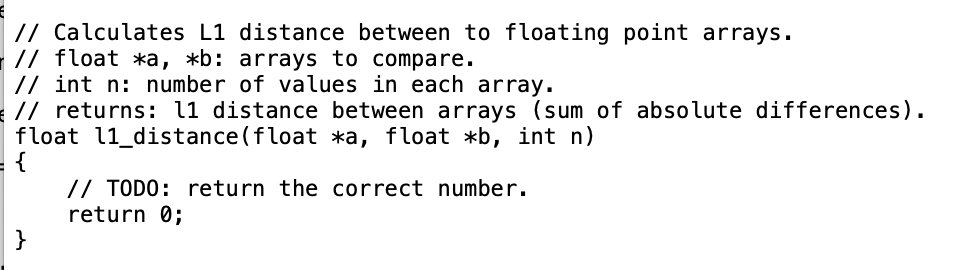 // Calculates L1 distance between to floating point arrays.
// float *a, *b: arrays to compare.
// int n: number of values in each array.
// returns: l1 distance between arrays (sum of absolute differences).
float l1_distance(float *a, float *b, int n)
{
    // TODO: return the correct number.
    return 0;
}